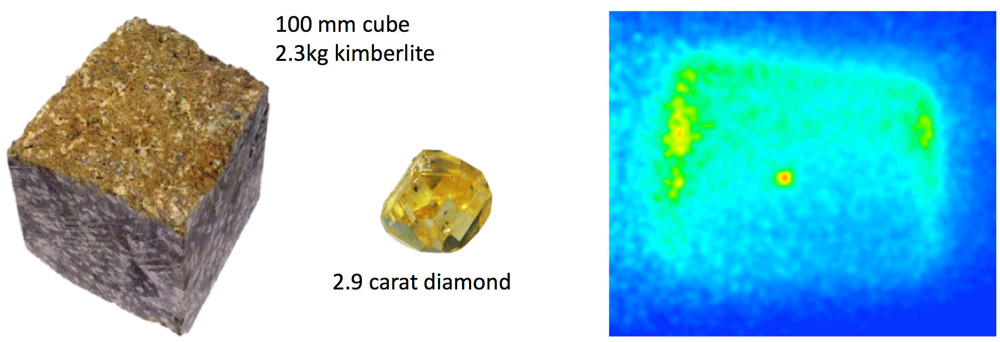 100 mm cube
2.3kg kimberlite
2.9 carat diamond